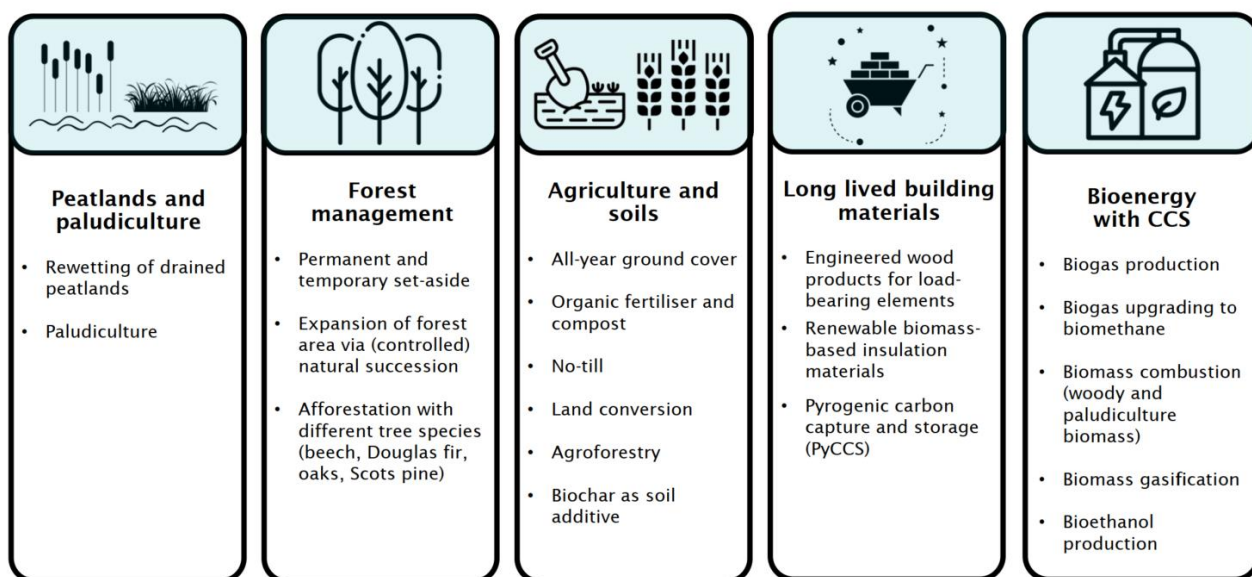 Peatlands and
paludiculture
• Rewetting of drained
peatlands
• Paludiculture
Forest
management
• Permanent and
temporary set-aside
• Expansion of forest
area via (controlled)
natural succession
• Afforestation with
different tree species
(beech, Douglas fir,
oaks, Scots pine)
Agriculture and
soils
• All-year ground cover
• Organic fertiliser and
compost
• No-till
• Land conversion
• Agroforestry
• Biochar as soil
additive
Long lived building
materials
• Engineered wood
products for load-
bearing elements
• Renewable biomass-
based insulation
materials
• Pyrogenic carbon
capture and storage
(PyCCS)
Bioenergy
with CCS
• Biogas production
• Biogas upgrading to
biomethane
• Biomass combustion
(woody and
paludiculture
biomass)
• Biomass gasification
• Bioethanol
production